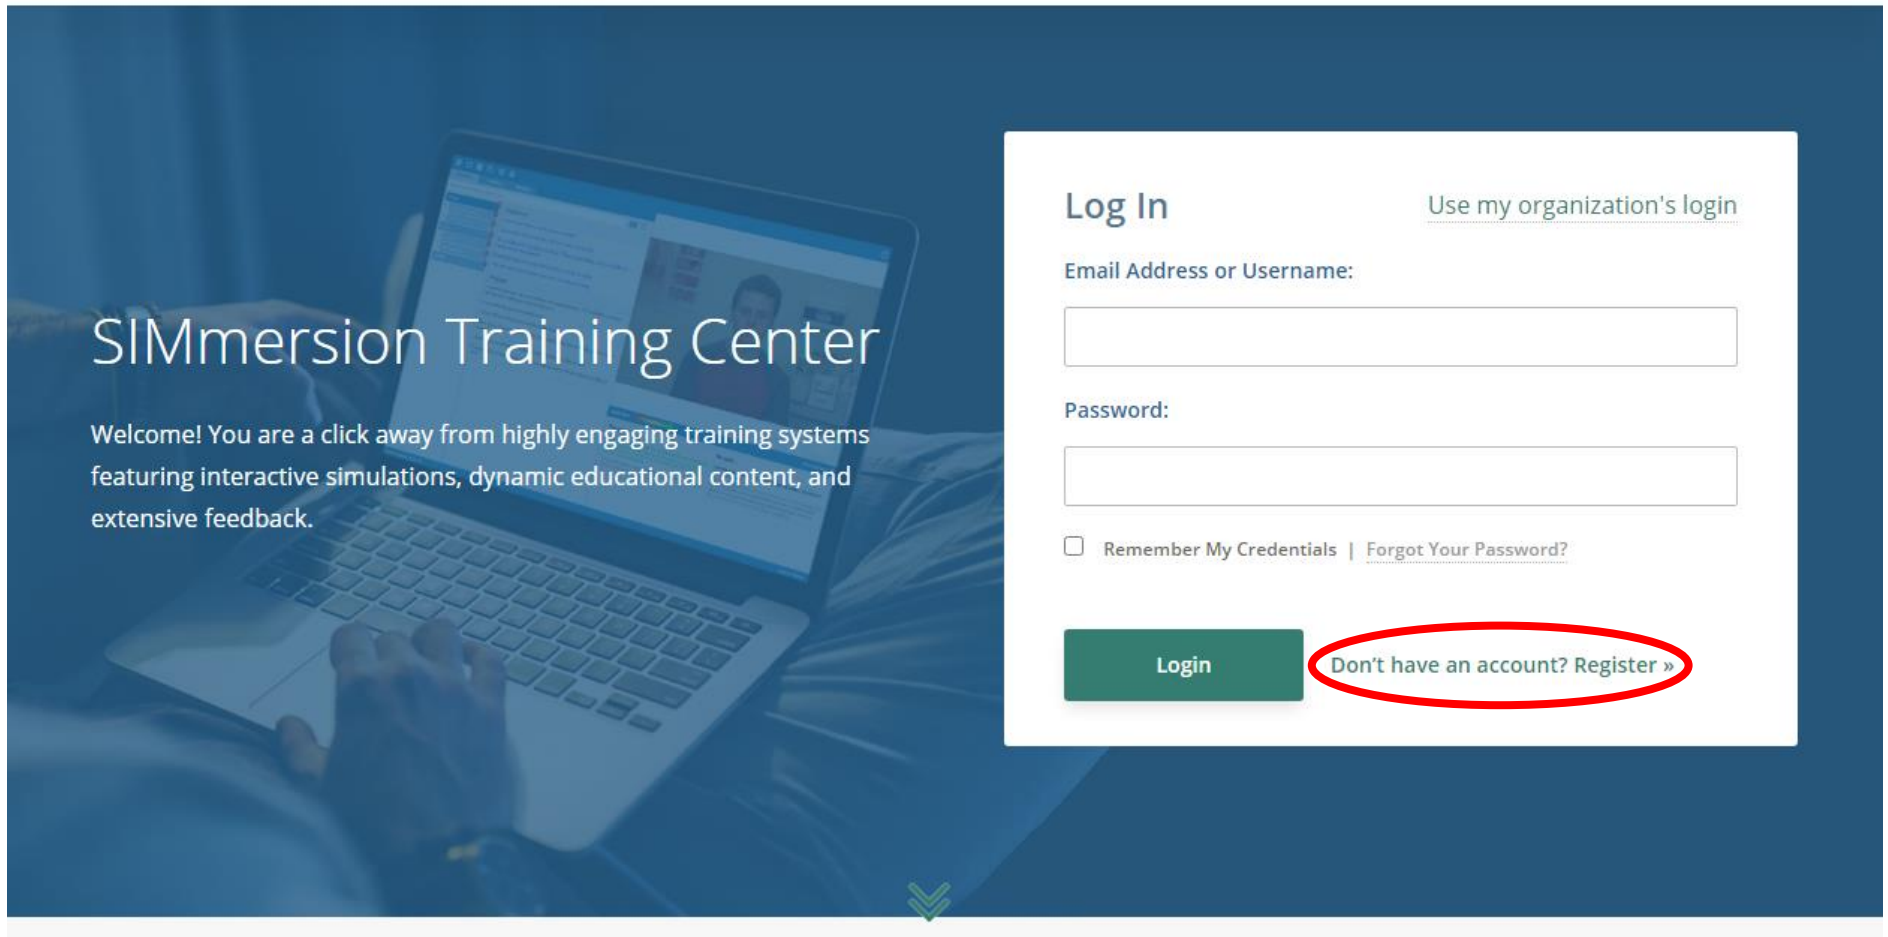 SIMmersion Training Center
Welcome! You are a click away from highly engaging training systems
featuring interactive simulations, dynamic educational content, and
extensive feedback.
Log In
Use my organization's login
Email Address or Username:
Password:
Remember My Credentials | Forgot Your Password?
Login
Don't have an account? Register »